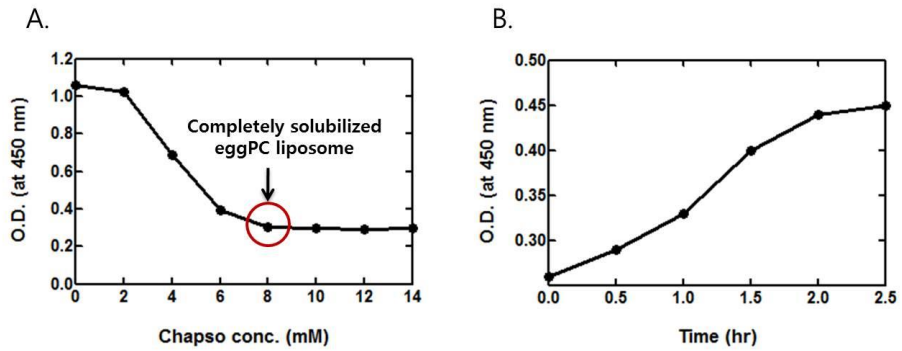 A.
O.D. (at 450 nm)
1.2
1.0
0.8
0.6
0.4
0.2
0.0
Completely solubilized
eggPC liposome
0 2 4 6 8 10 12 14
Chapso conc. (mM)
B.
O.D. (at 450 nm)
0.50
0.45
0.40
0.35
0.30
0.0 0.5 1.0 1.5 2.0 2.5
Time (hr)